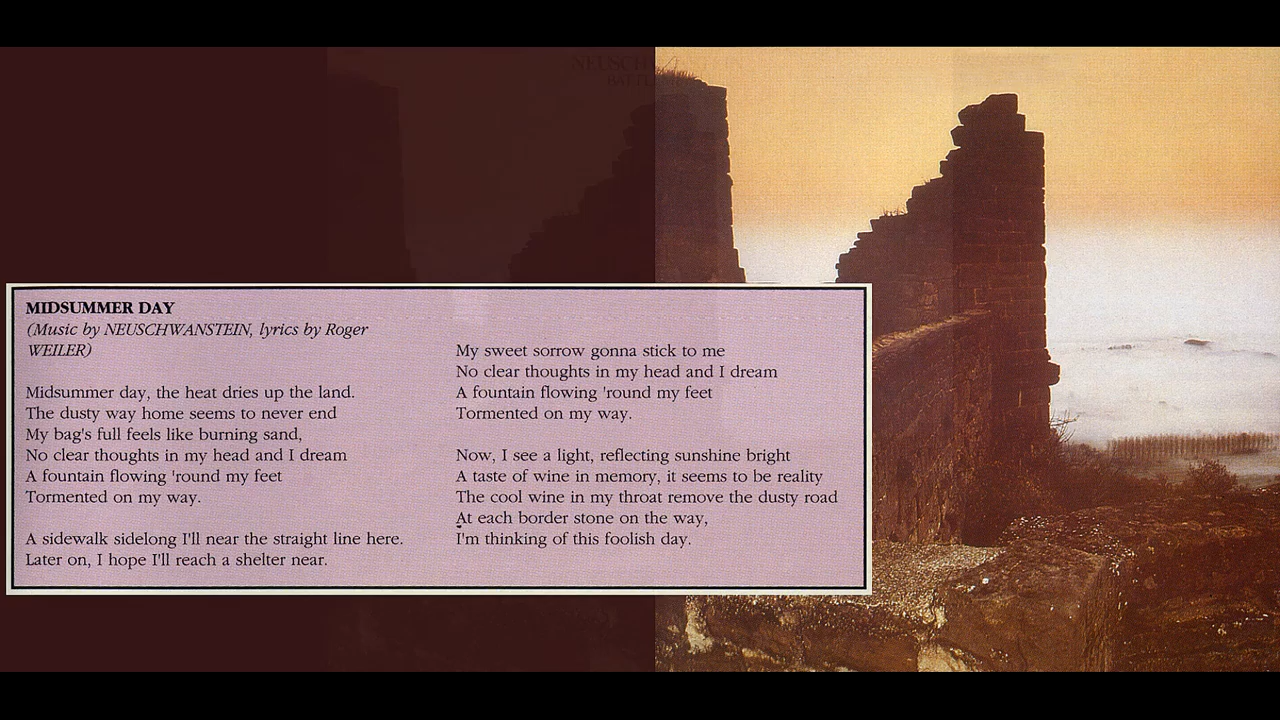 NEUSCH
BATTL
MIDSUMMER DAY
(Music by NEUSCHWANSTEIN, lyrics by Roger
WEILER)
Midsummer day, the heat dries up the land.
The dusty way home seems to never end
My bag's full feels like burning sand,
No clear thoughts in my head and I dream
A fountain flowing 'round my feet
Tormented on my way.
A sidewalk sidelong I'll near the straight line here.
Later on, I hope I'll reach a shelter near.
My sweet sorrow gonna stick to me
No clear thoughts in my head and I dream
A fountain flowing 'round my feet
Tormented on my way.
Now, I see a light, reflecting sunshine bright
A taste of wine in memory, it seems to be reality
The cool wine in my throat remove the dusty road
At each border stone on the way,
I'm thinking of this foolish day.